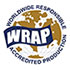 WORLDWIDE RESPONSIBLE
WRAP
ACCREDITED PRODUCTION